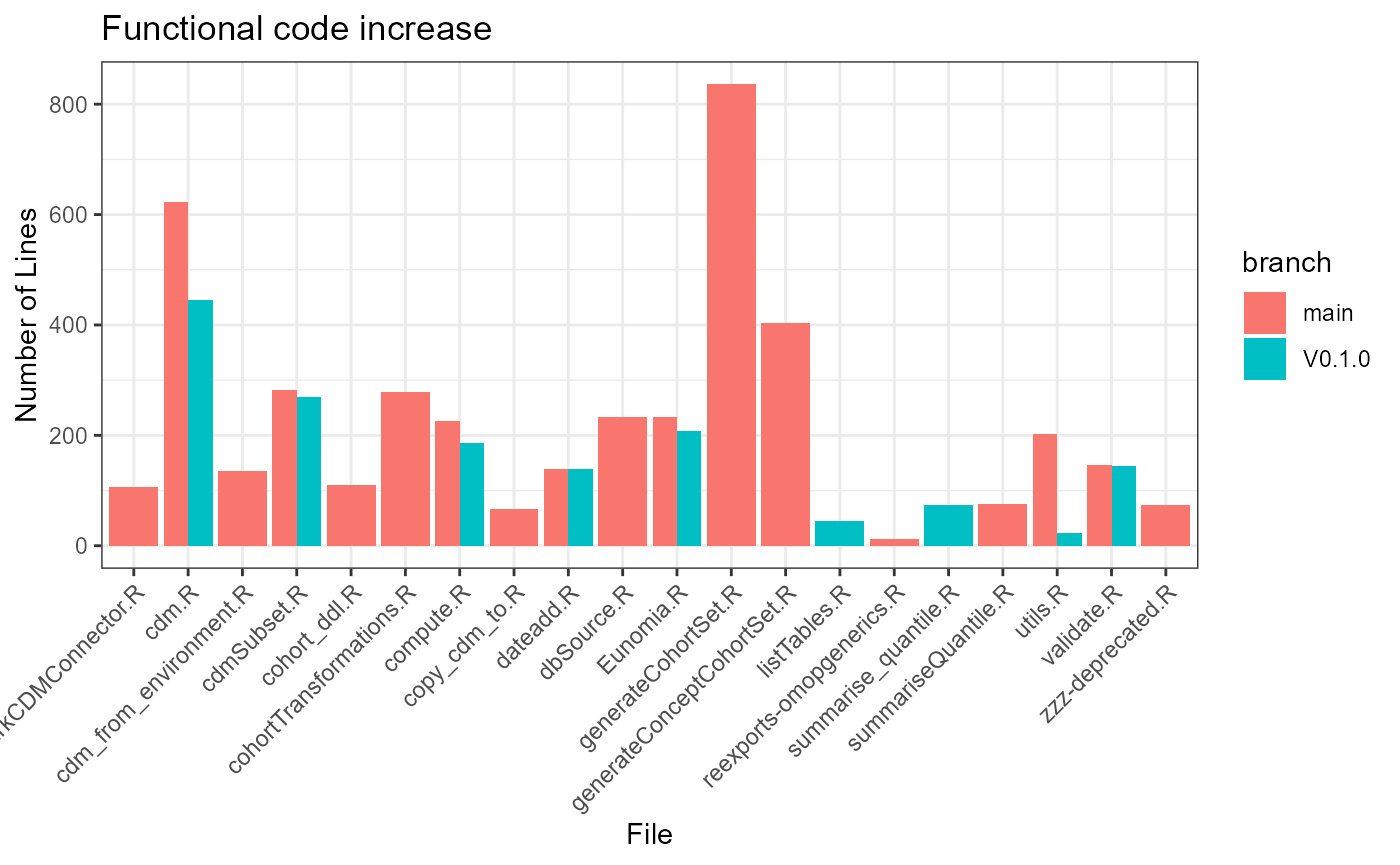 Functional code increase
Number of Lines
800
600
400
200
0
rkCDMConnector.R
cdm.R
cdm_from_environment.R
cdmSubset.R
cohort_ddl.R
cohortTransformations.R
compute.R
copy_cdm_to.R
dateadd.R
dbSource.R
Eunomia.R
generateCohortSet.R
generateConceptCohortSet.R
listTables.R
reexports-omopgenerics.R
summarise_quantile.R
summariseQuantile.R
utils.R
validate.R
zzz-deprecated.R
File
branch
main
V0.1.0